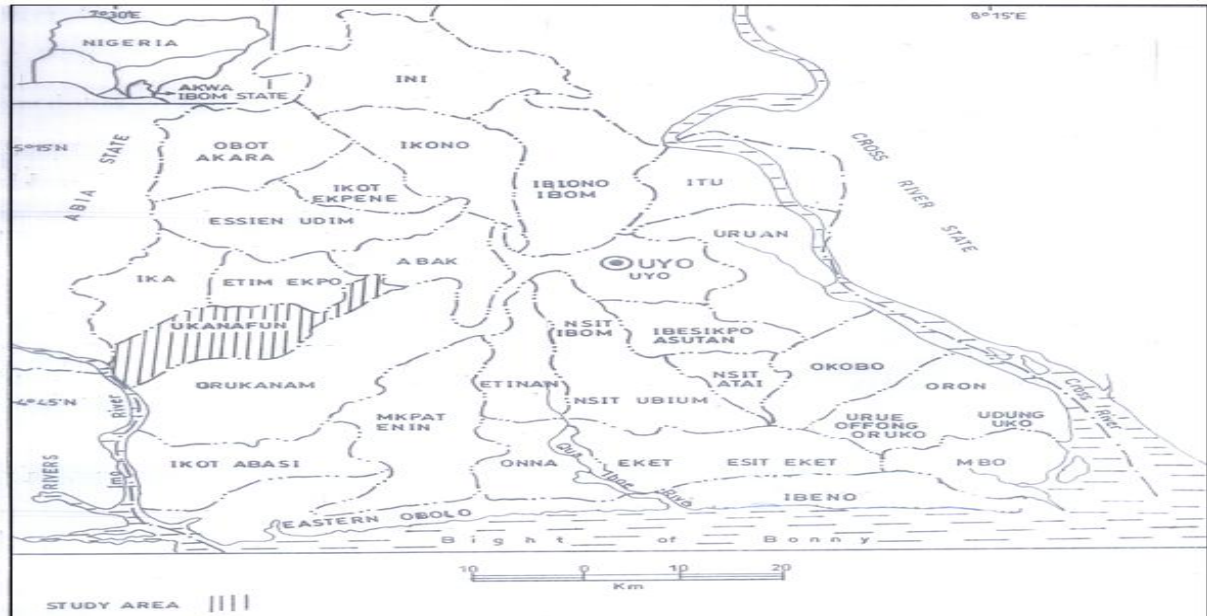 7°30'E
8°15'E
NIGERIA
AKWA
IBOM STATE
INI
5°15'N
ABIA STATE
OBOT
AKARA
IKONO
CROSS RIVER STATE
IKOT
EKPENE
IBIONO
IBOM
ITU
ESSIEN UDIM
URUAN
IKA
ETIM EKPO
ABAK
UYO
UYO
UKANAFUN
NSIT
IBOM
IBESIKPO
ASUTAN
ORUKANAM
ETINAN
NSIT
ATAI
OKOBO
ORON
4°45'N
NSIT UBIUM
MKPAT
ENIN
URUE
OFFONG
ORUKO
UDUNG
UKO
Cross River
RIVERS
Imo River
IKOT ABASI
ONNA
EKET
ESIT EKET
MBO
IBENO
EASTERN OBOLO
Bight of Bonny
10 0 10 20
Km
STUDY AREA